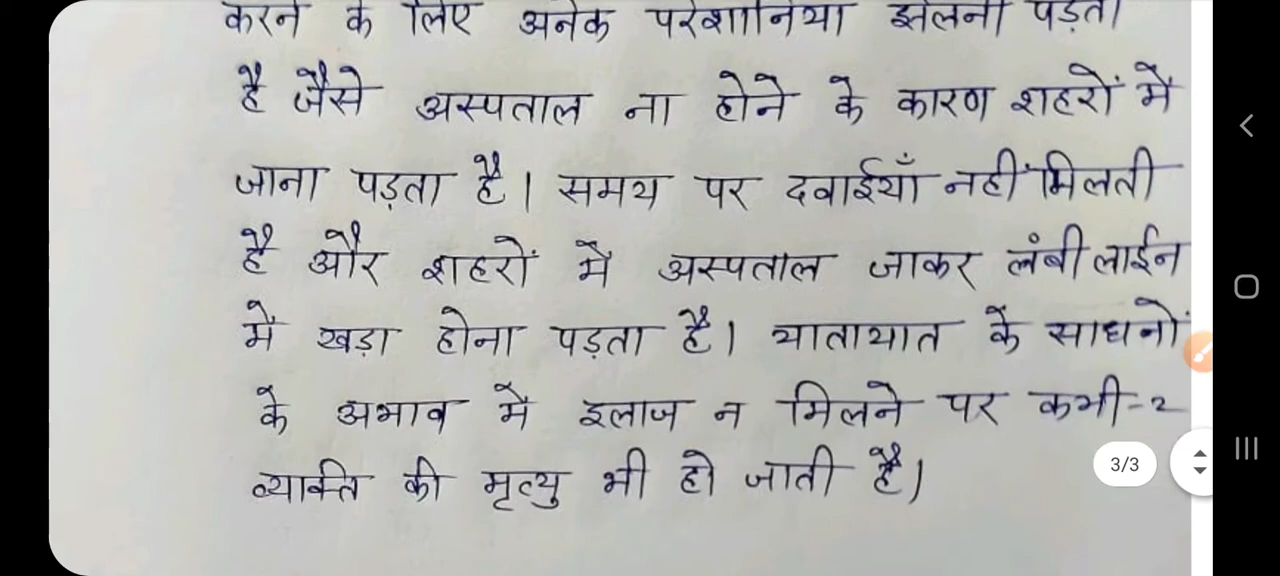 करने के लिए अनेक परेशानियां झेलनी पड़ती
है जैसे अस्पताल ना होने के कारण शहरों में
जाना पड़ता है। समय पर दवाईयाँ नहीं मिलती
है और शहरों में अस्पताल जाकर लंबी लाईन
में खड़ा होना पड़ता है। यातायात के साधनों
के अभाव में इलाज न मिलने पर कभी-२
व्यक्ति की मृत्यु भी हो जाती है।
3/3